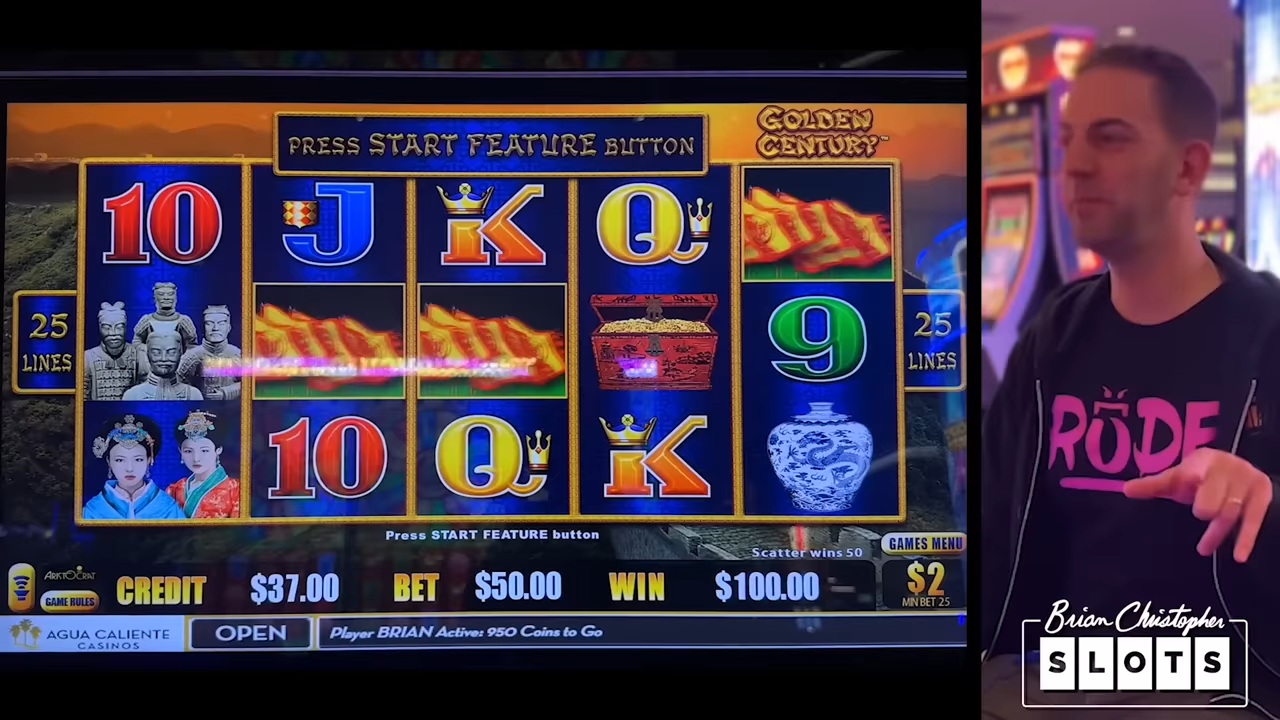 PRESS START FEATURE BUTTON
GOLDEN
CENTURY™
10
J
K
Q
25
LINES
9
25
LINES
10
Q
K
Press START FEATURE button
Scatter wins 50
GAMES MENU
ARISTOCRAT
GAME RULES
CREDIT $37.00 BET $50.00 WIN $100.00
$2
MIN BET 25
AGUA CALIENTE
CASINOS
OPEN
Player BRIAN Active: 950 Coins to Go
RUDE
Brian Christopher
SLOTS